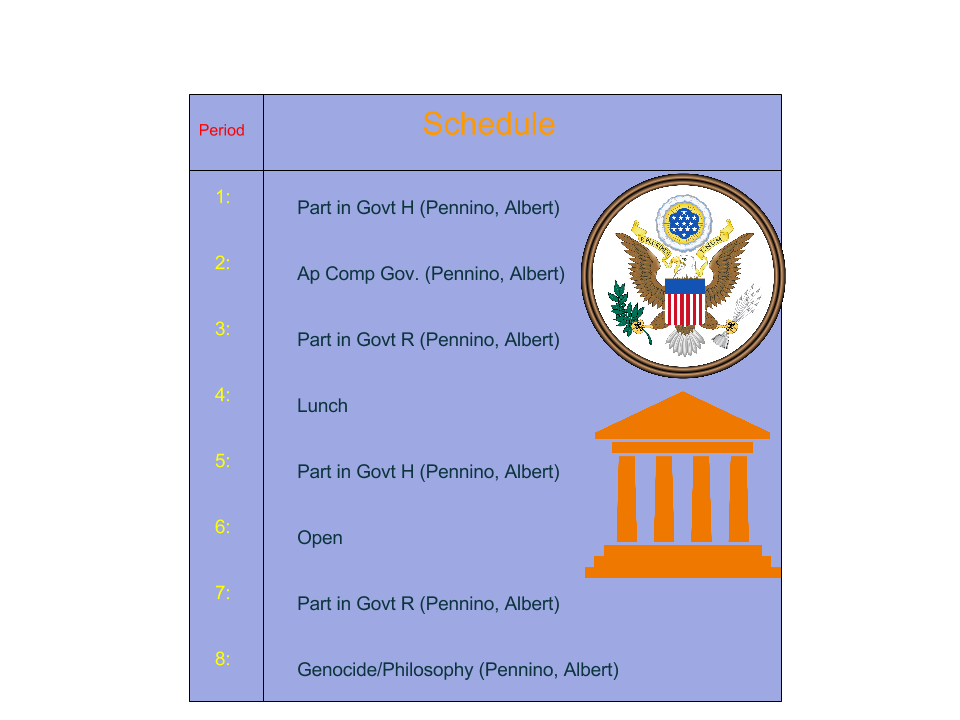 Period Schedule
1: Part in Govt H (Pennino, Albert)
2: Ap Comp Gov. (Pennino, Albert)
3: Part in Govt R (Pennino, Albert)
4: Lunch
5: Part in Govt H (Pennino, Albert)
6: Open
7: Part in Govt R (Pennino, Albert)
8: Genocide/Philosophy (Pennino, Albert)